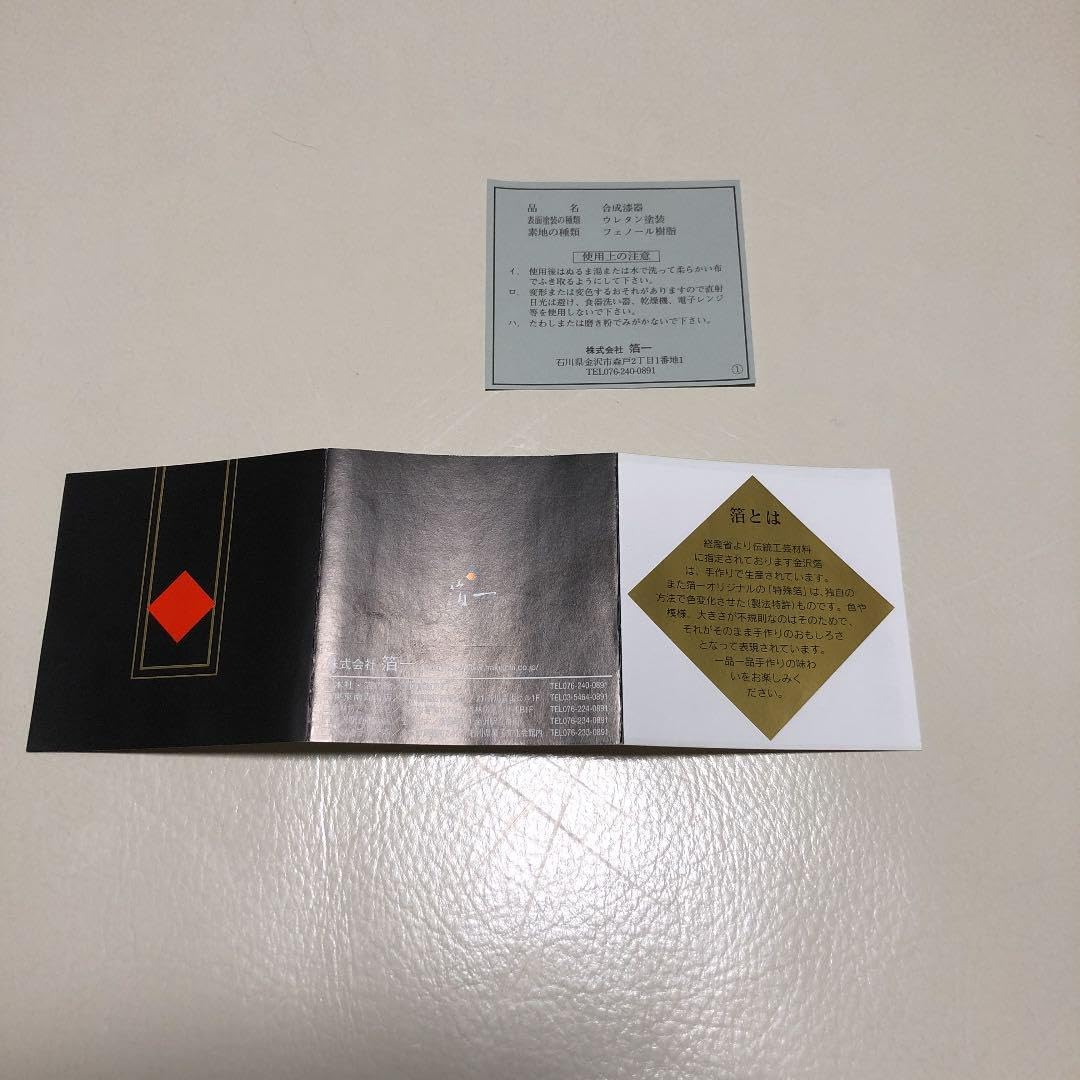 品 名 合成漆器
表面塗装の種類 ウレタン塗装
素地の種類 フェノール樹脂
使用上の注意
イ、使用後はぬるま湯または水で洗って柔らかい布
でふき取るようにして下さい。
ロ、変形または変色するおそれがありますので直射
日光は避け、食器洗い器、乾燥機、電子レンジ
等を使用しないで下さい。
ハ、たわしまたは磨き粉でみがかないで下さい。
株式会社 箔一
石川県金沢市森戸2丁目1番地1
TEL076-240-0891
①
箔一
株式会社 箔一
本社
TEL076-240-0891
1F TEL03-5464-0891
B1F TEL076-224-0891
TEL076-234-0891
TEL076-233-0891
箔とは
経産省より伝統工芸材料
に指定されております金沢箔
は、手作りで生産されています。
また箔一オリジナルの「特殊箔」は、独自の
方法で色変化させた(製法特許)ものです。色や
模様、大きさが不規則なのはそのためで、
それがそのまま手作りのおもしろさ
となって表現されています。
一品一品手作りの味わ
いをお楽しみく
ださい。